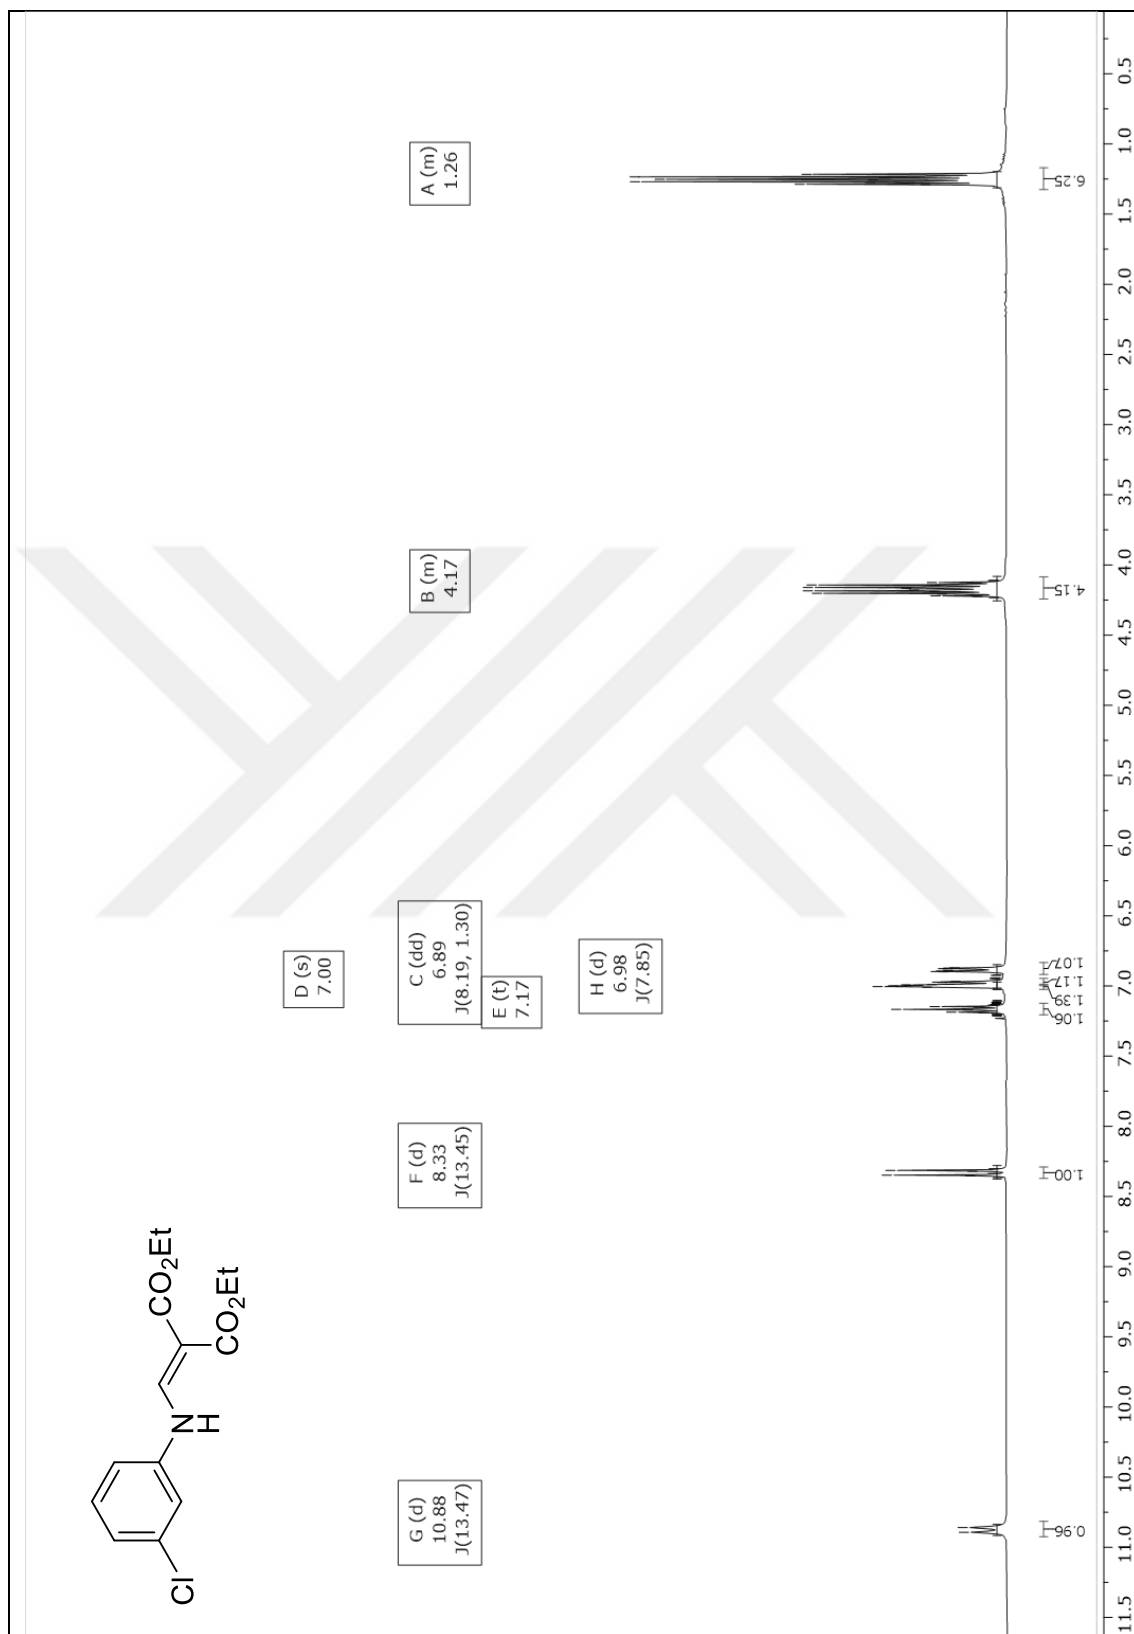 Cl
N
H
CO2Et
CO2Et
D (s)
7.00
G (d)
10.88
J(13.47)
F (d)
8.33
J(13.45)
C (dd)
6.89
J(8.19, 1.30)
B (m)
4.17
A (m)
1.26
E (t)
7.17
H (d)
6.98
J(7.85)
0.96
1.00
1.06
1.39
1.17
1.07
4.15
6.25
11.5 11.0 10.5 10.0 9.5 9.0 8.5 8.0 7.5 7.0 6.5 6.0 5.5 5.0 4.5 4.0 3.5 3.0 2.5 2.0 1.5 1.0 0.5